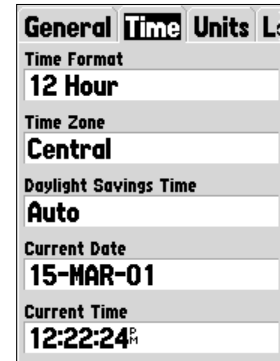 General Time Units
Time Format
12 Hour
Time Zone
Central
Daylight Savings Time
Auto
Current Date
15-MAR-01
Current Time
12:22:24PM